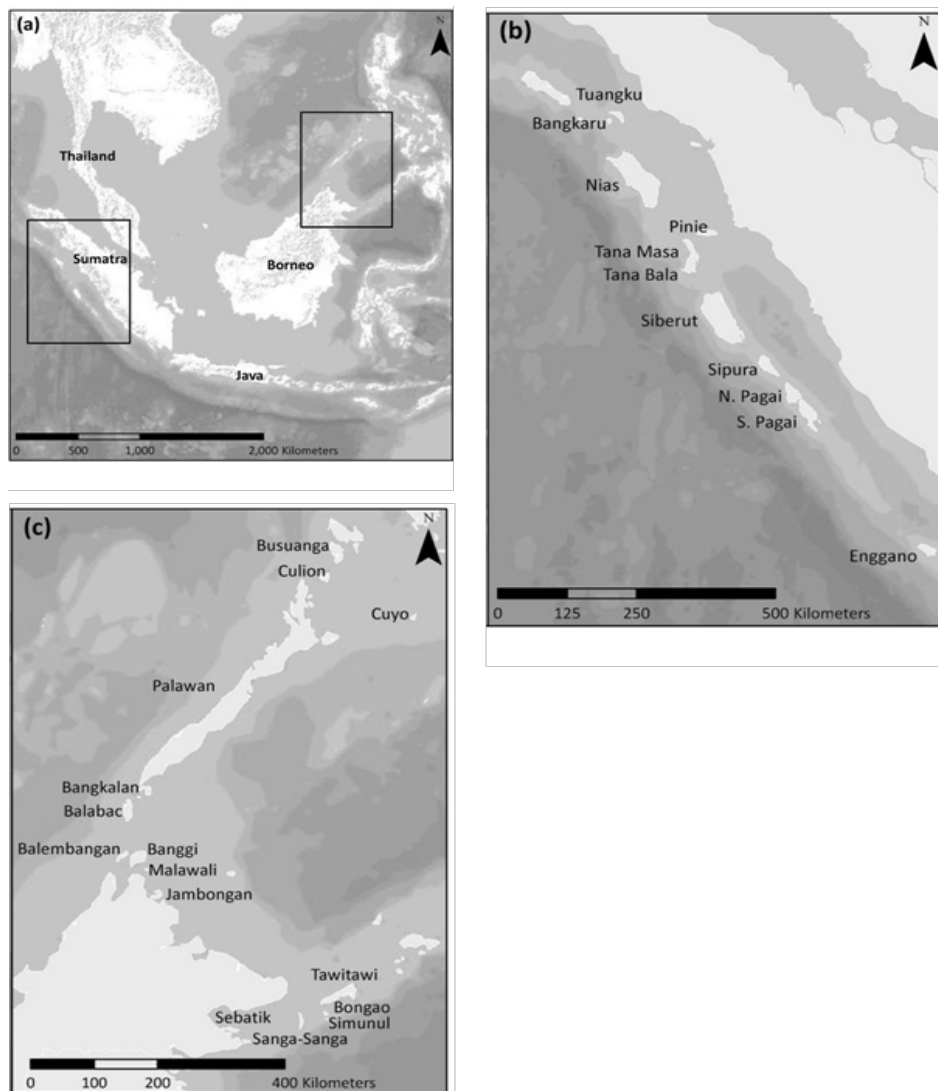 (a)
N
Thailand
Sumatra
Borneo
Java
0 500 1,000 2,000 Kilometers
(b)
N
Tuangku
Bangkaru
Nias
Pinie
Tana Masa
Tana Bala
Siberut
Sipura
N. Pagai
S. Pagai
Enggano
0 125 250 500 Kilometers
(c)
N
Busuanga
Culion
Cuyo
Palawan
Bangkalan
Balabac
Balembangan Banggi
Malawali
Jambongan
Tawitawi
Bongao
Sebatik Simunul
Sanga-Sanga
0 100 200 400 Kilometers